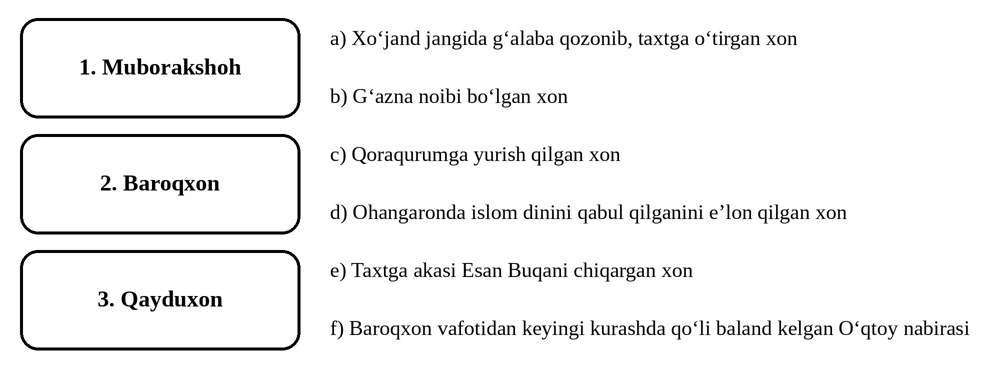 1. Muborakshoh
2. Baroqxon
3. Qayduxon
a) Xo‘jand jangida g‘alaba qozonib, taxtga o‘tirgan xon
b) G‘azna noibi bo‘lgan xon
c) Qoraqurumga yurish qilgan xon
d) Ohangaronda islom dinini qabul qilganini e’lon qilgan xon
e) Taxtga akasi Esan Buqani chiqargan xon
f) Baroqxon vafotidan keyingi kurashda qo‘li baland kelgan O‘qtoy nabirasi